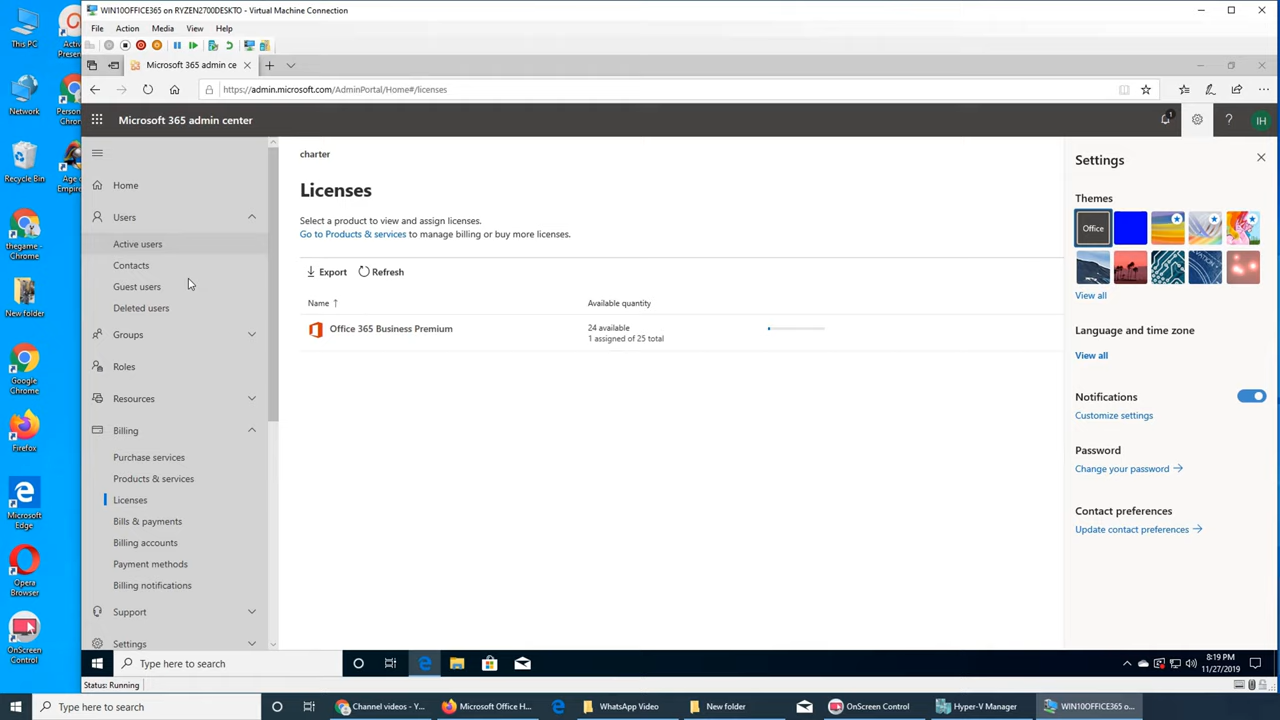 WIN10OFFICE365 on RYZEN2700DESKTO - Virtual Machine Connection
File Action Media View Help
Microsoft 365 admin ce
https://admin.microsoft.com/AdminPortal/Home#/licenses
Microsoft 365 admin center
1
?
IH
This PC
Network
Recycle Bin
thegame - Chrome
New folder
Google Chrome
Firefox
Microsoft Edge
Opera Browser
OnScreen Control
Home
Users
Active users
Contacts
Guest users
Deleted users
Groups
Roles
Resources
Billing
Purchase services
Products & services
Licenses
Bills & payments
Billing accounts
Payment methods
Billing notifications
Support
Settings
charter
Licenses
Select a product to view and assign licenses.
Go to Products & services to manage billing or buy more licenses.
Export Refresh
Name ↑ Available quantity
Office 365 Business Premium
24 available
1 assigned of 25 total
Settings
Themes
Office
View all
Language and time zone
View all
Notifications
Customize settings
Password
Change your password →
Contact preferences
Update contact preferences →
Type here to search
8:19 PM
11/27/2019
Status: Running
Type here to search
Channel videos - Y...
Microsoft Office H...
WhatsApp Video
New folder
OnScreen Control
Hyper-V Manager
WIN10OFFICE365 o...